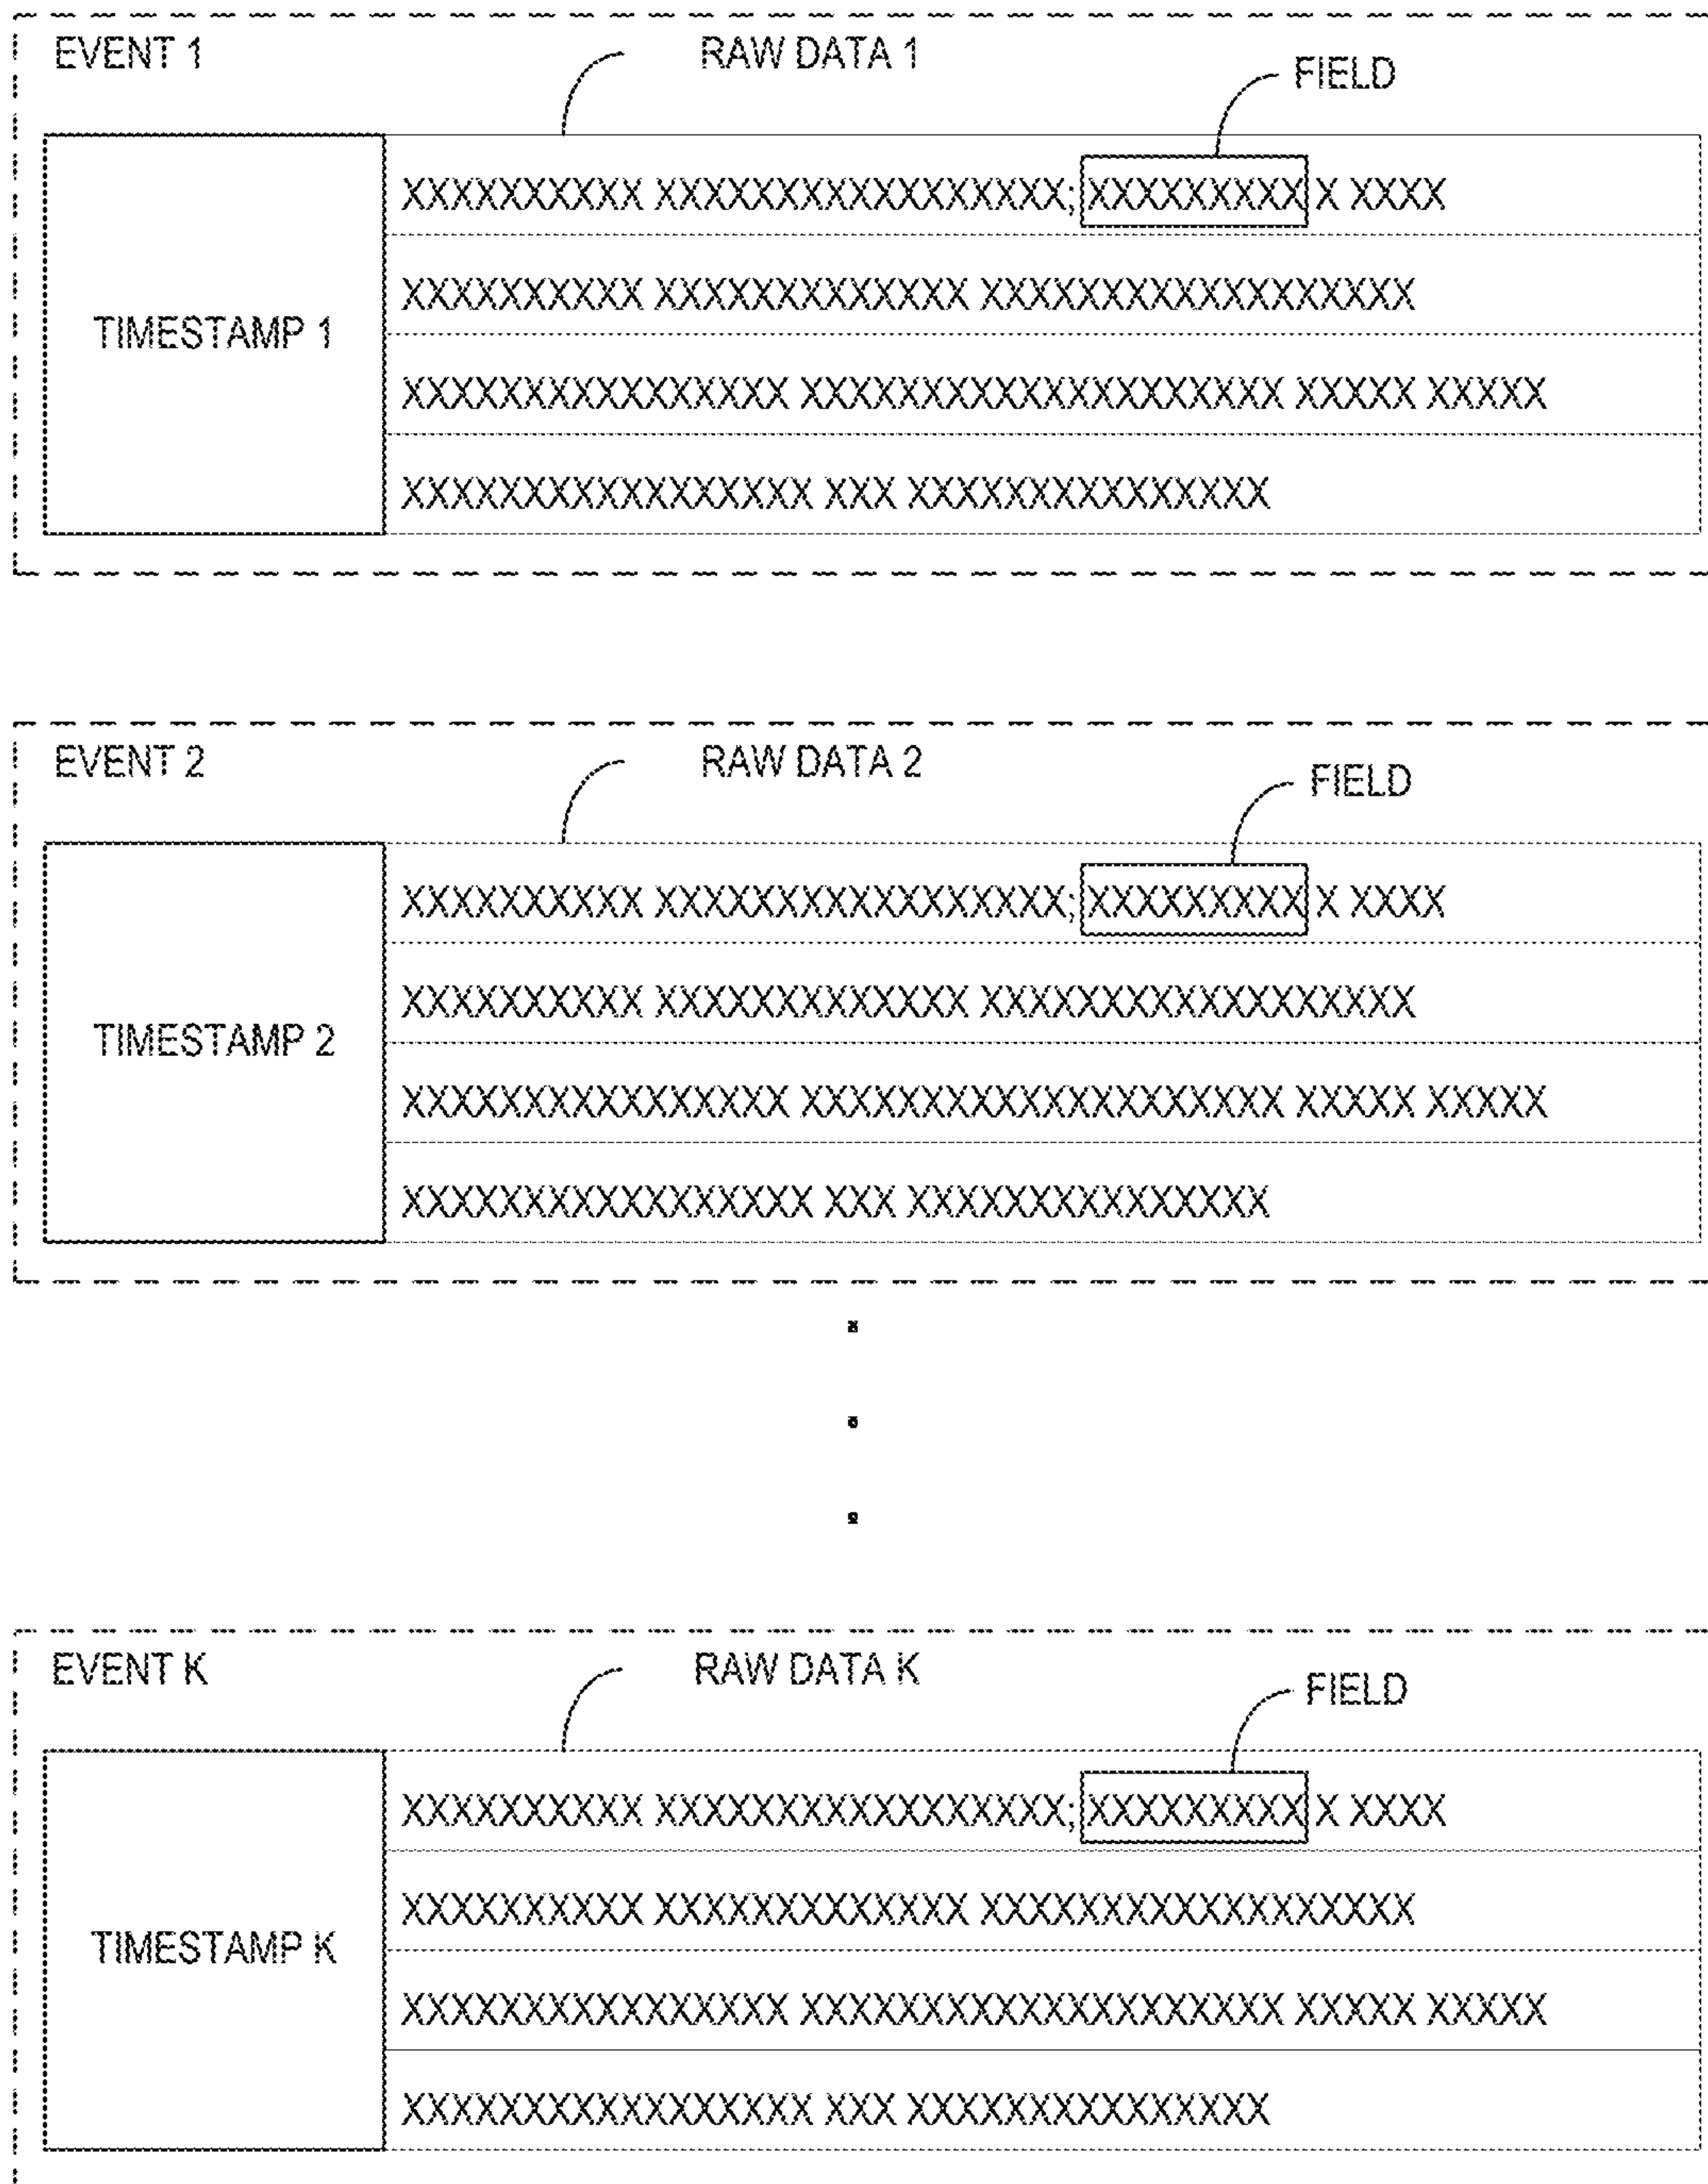 EVENT 1
RAW DATA 1
FIELD
TIMESTAMP 1
XXXXXXXXXX XXXXXXXXXXXXXXXXX; XXXXXXXXX X XXXX
XXXXXXXXXX XXXXXXXXXXXXX XXXXXXXXXXXXXXXXXX
XXXXXXXXXXXXXXXX XXXXXXXXXXXXXXXXXXXX XXXXX XXXXX
XXXXXXXXXXXXXXXXX XXX XXXXXXXXXXXXXXX
EVENT 2
RAW DATA 2
FIELD
TIMESTAMP 2
XXXXXXXXXX XXXXXXXXXXXXXXXXX; XXXXXXXXX X XXXX
XXXXXXXXXX XXXXXXXXXXXXX XXXXXXXXXXXXXXXXXX
XXXXXXXXXXXXXXXX XXXXXXXXXXXXXXXXXXXX XXXXX XXXXX
XXXXXXXXXXXXXXXXX XXX XXXXXXXXXXXXXXX
EVENT K
RAW DATA K
FIELD
TIMESTAMP K
XXXXXXXXXX XXXXXXXXXXXXXXXXX; XXXXXXXXX X XXXX
XXXXXXXXXX XXXXXXXXXXXXX XXXXXXXXXXXXXXXXXX
XXXXXXXXXXXXXXXX XXXXXXXXXXXXXXXXXXXX XXXXX XXXXX
XXXXXXXXXXXXXXXXX XXX XXXXXXXXXXXXXXX